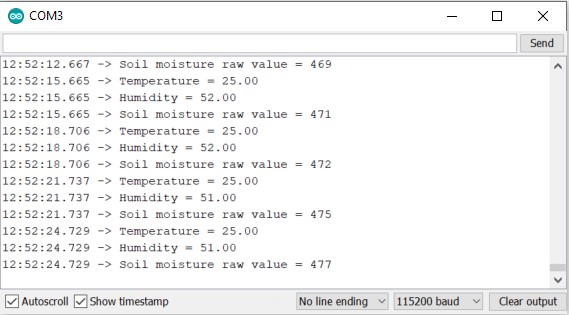 COM3
Send
12:52:12.667 -> Soil moisture raw value = 469
12:52:15.665 -> Temperature = 25.00
12:52:15.665 -> Humidity = 52.00
12:52:15.665 -> Soil moisture raw value = 471
12:52:18.706 -> Temperature = 25.00
12:52:18.706 -> Humidity = 52.00
12:52:18.706 -> Soil moisture raw value = 472
12:52:21.737 -> Temperature = 25.00
12:52:21.737 -> Humidity = 51.00
12:52:21.737 -> Soil moisture raw value = 475
12:52:24.729 -> Temperature = 25.00
12:52:24.729 -> Humidity = 51.00
12:52:24.729 -> Soil moisture raw value = 477
Autoscroll Show timestamp No line ending 115200 baud Clear output